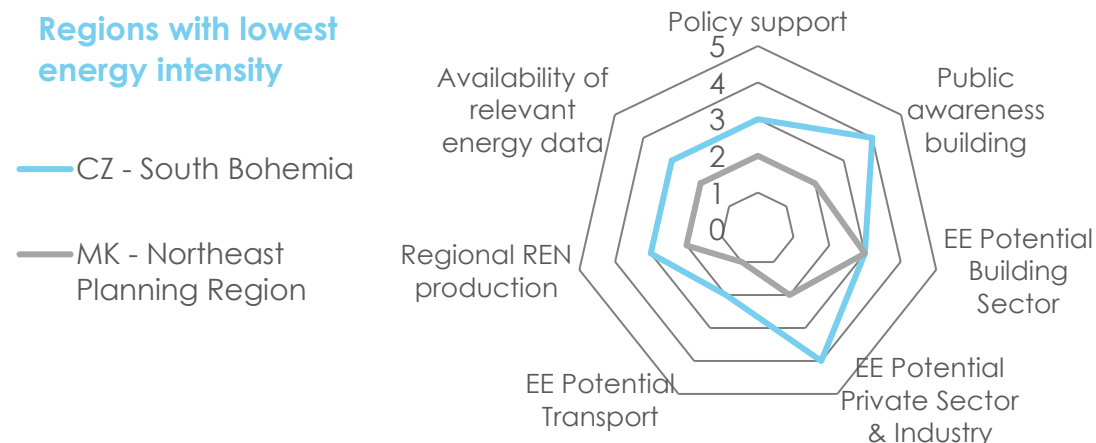 Regions with lowest
energy intensity
CZ - South Bohemia
MK - Northeast
Planning Region
Policy support
5
4
3
2
1
0
Public
awareness
building
EE Potential
Building
Sector
EE Potential
Private Sector
& Industry
EE Potential
Transport
Regional REN
production
Availability of
relevant
energy data